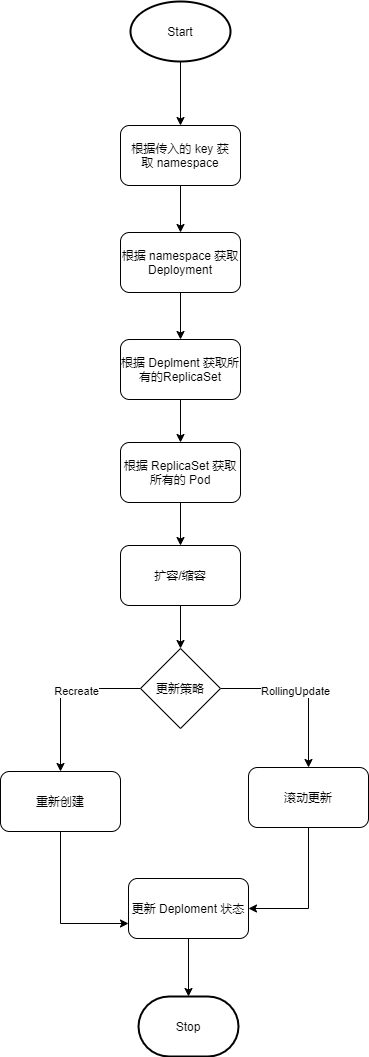 Start
根据传入的 key 获
取 namespace
根据 namespace 获取
Deployment
根据 Deplment 获取所
有的ReplicaSet
根据 ReplicaSet 获取
所有的 Pod
扩容/缩容
更新策略
Recreate
RollingUpdate
重新创建
滚动更新
更新 Deploment 状态
Stop